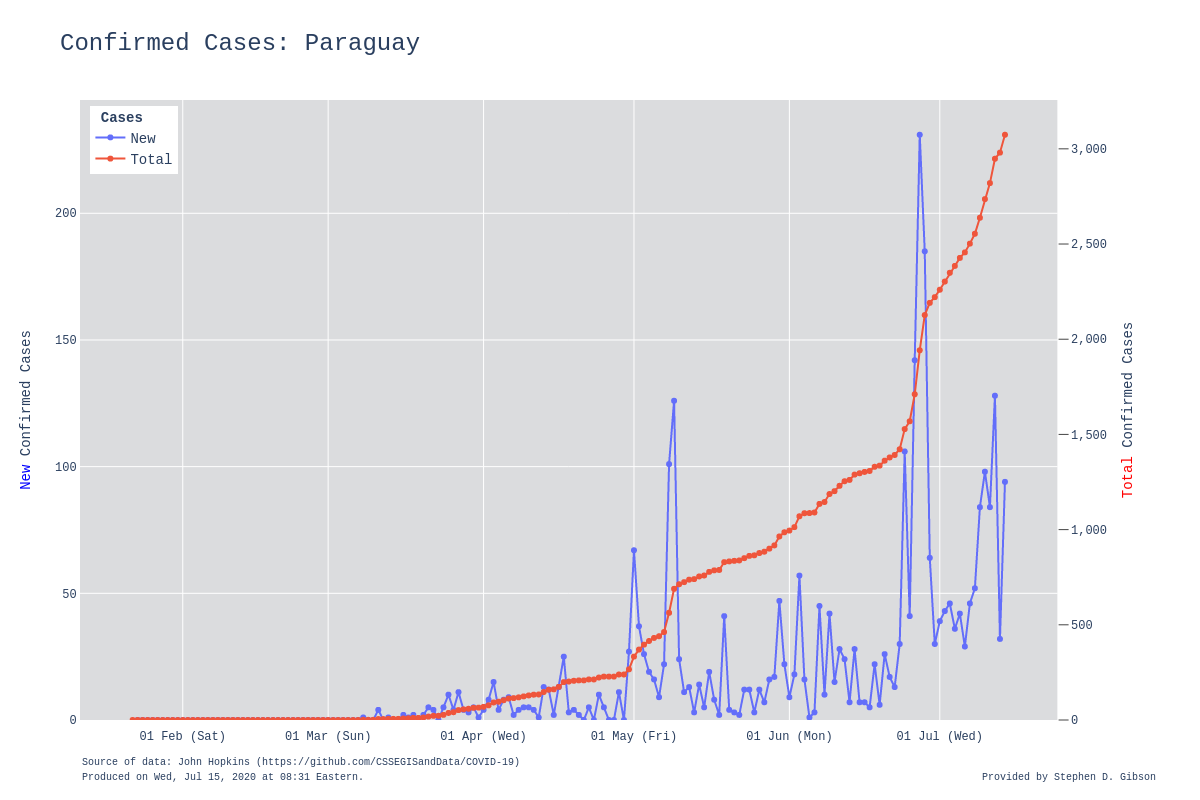 Confirmed Cases: Paraguay
Cases
New
Total
200
150
100
50
0
3,000
2,500
2,000
1,500
1,000
500
0
New Confirmed Cases
Total Confirmed Cases
01 Feb (Sat) 01 Mar (Sun) 01 Apr (Wed) 01 May (Fri) 01 Jun (Mon) 01 Jul (Wed)
Source of data: John Hopkins (https://github.com/CSSEGISandData/COVID-19)
Produced on Wed, Jul 15, 2020 at 08:31 Eastern.
Provided by Stephen D. Gibson